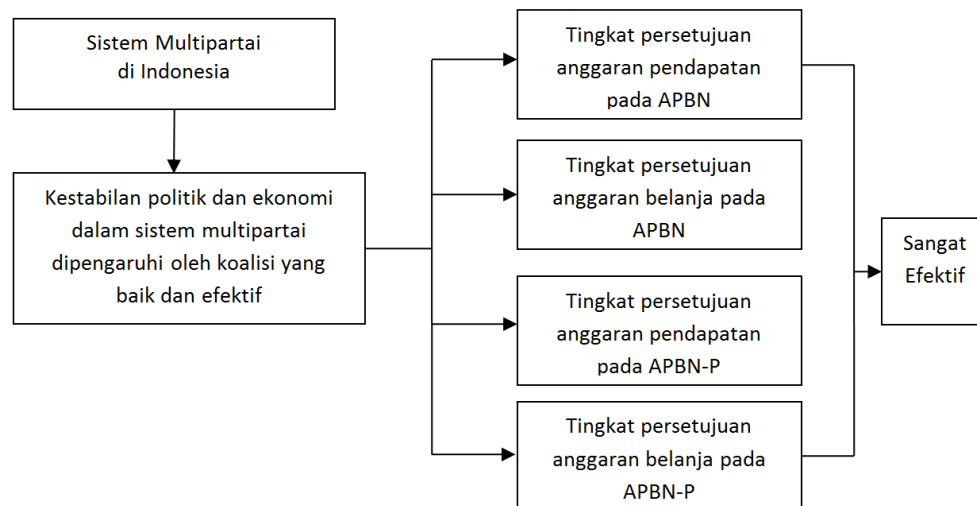 Sistem Multipartai
di Indonesia
Kestabilan politik dan ekonomi
dalam sistem multipartai
dipengaruhi oleh koalisi yang
baik dan efektif
Tingkat persetujuan
anggaran pendapatan
pada APBN
Tingkat persetujuan
anggaran belanja pada
APBN
Tingkat persetujuan
anggaran pendapatan
pada APBN-P
Tingkat persetujuan
anggaran belanja pada
APBN-P
Sangat
Efektif